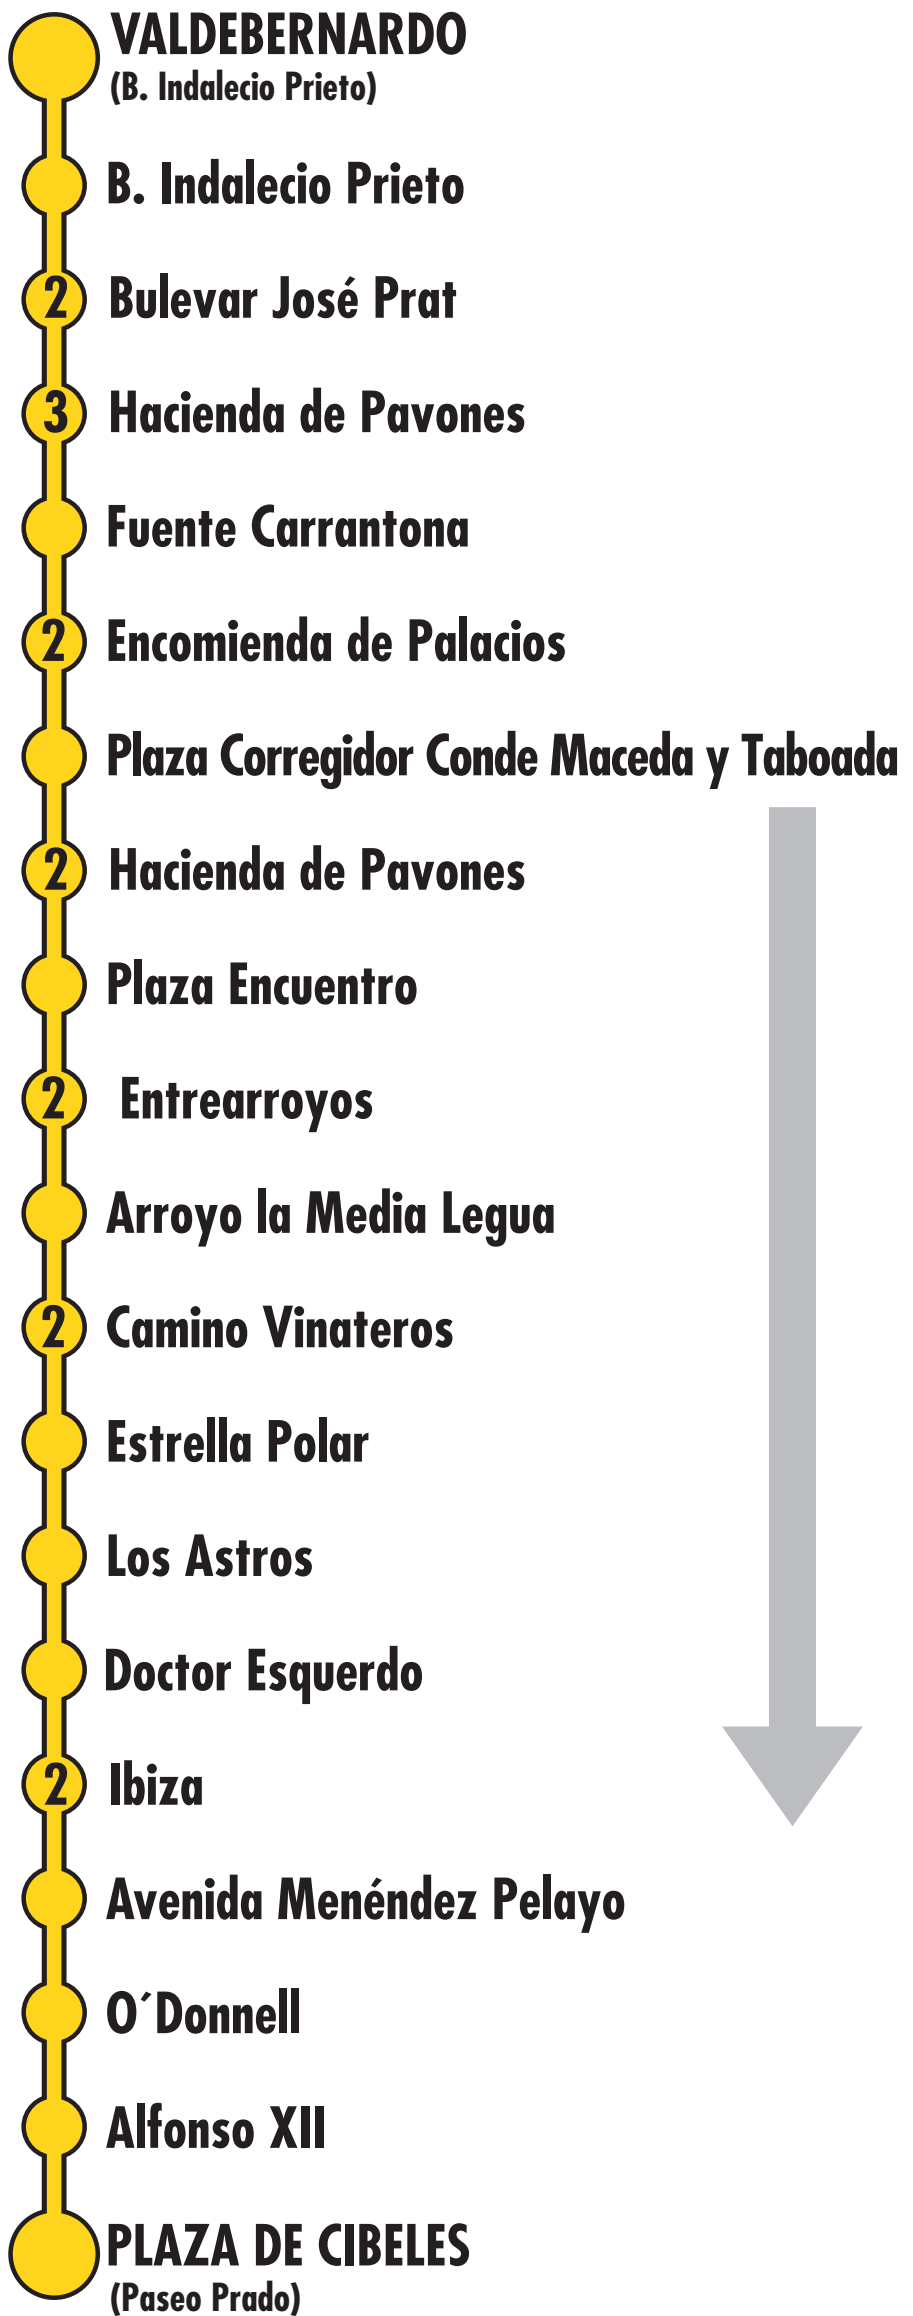 VALDEBERNARDO
(B. Indalecio Prieto)
B. Indalecio Prieto
2 Bulevar José Prat
3 Hacienda de Pavones
Fuente Carrantona
2 Encomienda de Palacios
Plaza Corregidor Conde Maceda y Taboada
2 Hacienda de Pavones
Plaza Encuentro
2 Entrearroyos
Arroyo la Media Legua
2 Camino Vinateros
Estrella Polar
Los Astros
Doctor Esquerdo
2 Ibiza
Avenida Menéndez Pelayo
O´Donnell
Alfonso XII
PLAZA DE CIBELES
(Paseo Prado)